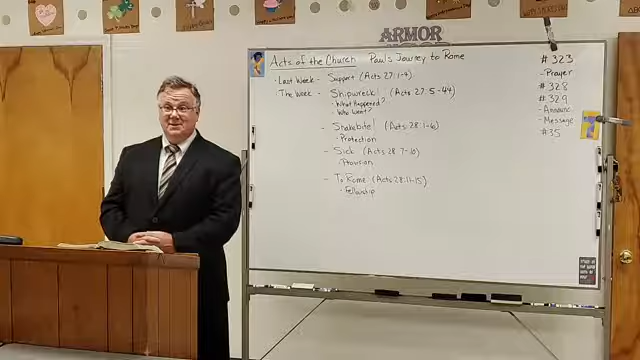 ARMOR
Acts of the Church Paul's Journey to Rome
· Last Week - Support (Acts 27:1-4)
· The Week - Shipwreck! (Acts 27:5-44)
· What Happened?
· Who went?
- Snakebite! (Acts 28:1-6)
· Protection
- Sick (Acts 28:7-10)
· Provision
- To Rome (Acts 28:11-15)
· Fellowship
#323
- Prayer
#328
#329
- Announc.
- Message
#35